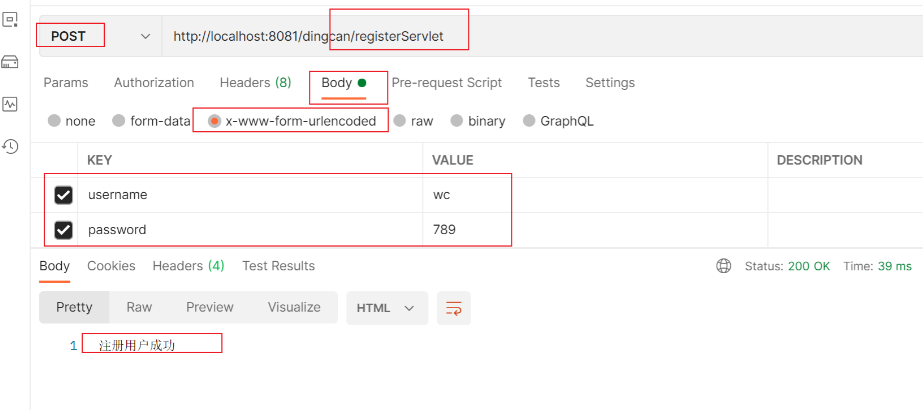 POST http://localhost:8081/dingcan/registerServlet
Params Authorization Headers (8) Body Pre-request Script Tests Settings
none form-data x-www-form-urlencoded raw binary GraphQL
KEY VALUE DESCRIPTION
username wc
password 789
Body Cookies Headers (4) Test Results Status: 200 OK Time: 39 ms
Pretty Raw Preview Visualize HTML
1 注册用户成功